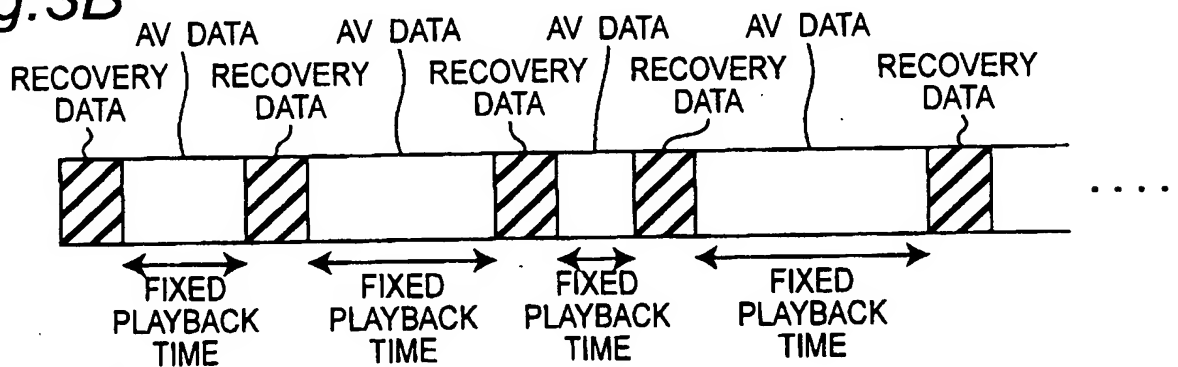 g.3B
AV DATA AV DATA AV DATA AV DATA
RECOVERY DATA RECOVERY DATA RECOVERY DATA RECOVERY DATA RECOVERY DATA
....
FIXED PLAYBACK TIME FIXED PLAYBACK TIME FIXED PLAYBACK TIME FIXED PLAYBACK TIME